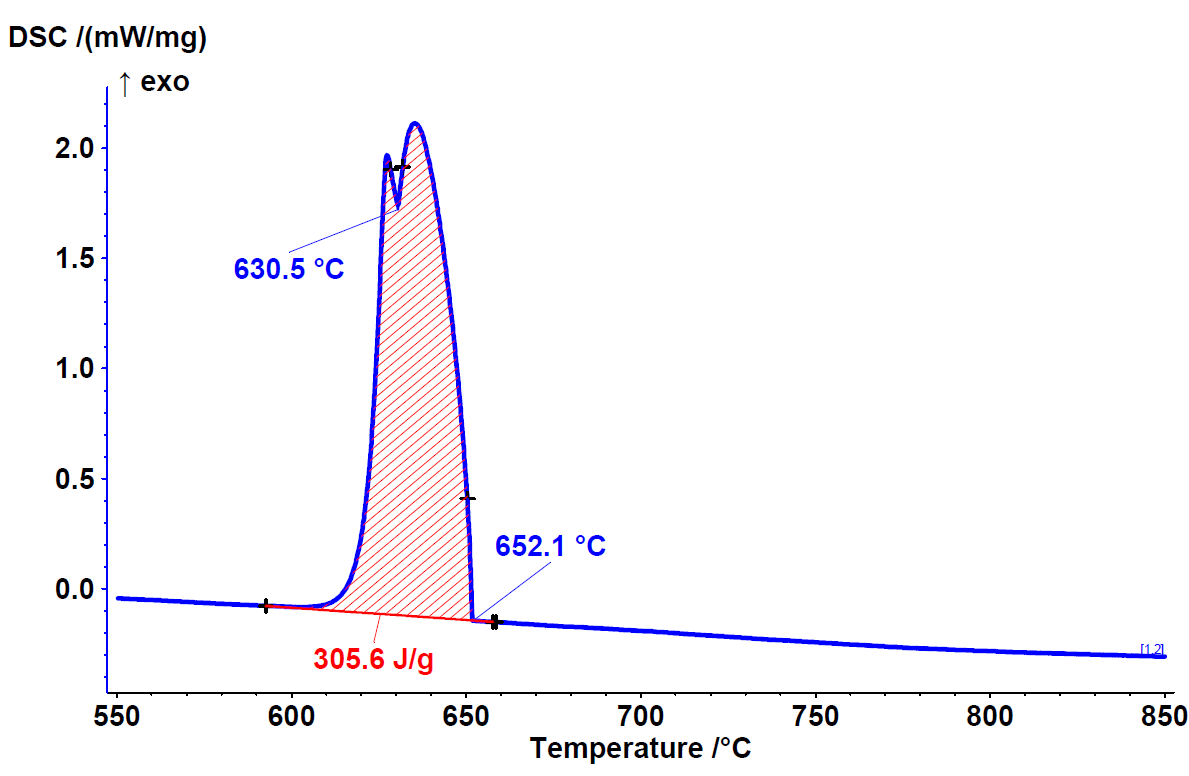 DSC /(mW/mg)
↑ exo
2.0
1.5
1.0
0.5
0.0
630.5 °C
652.1 °C
305.6 J/g
[1,2]
550 600 650 700 750 800 850
Temperature /°C